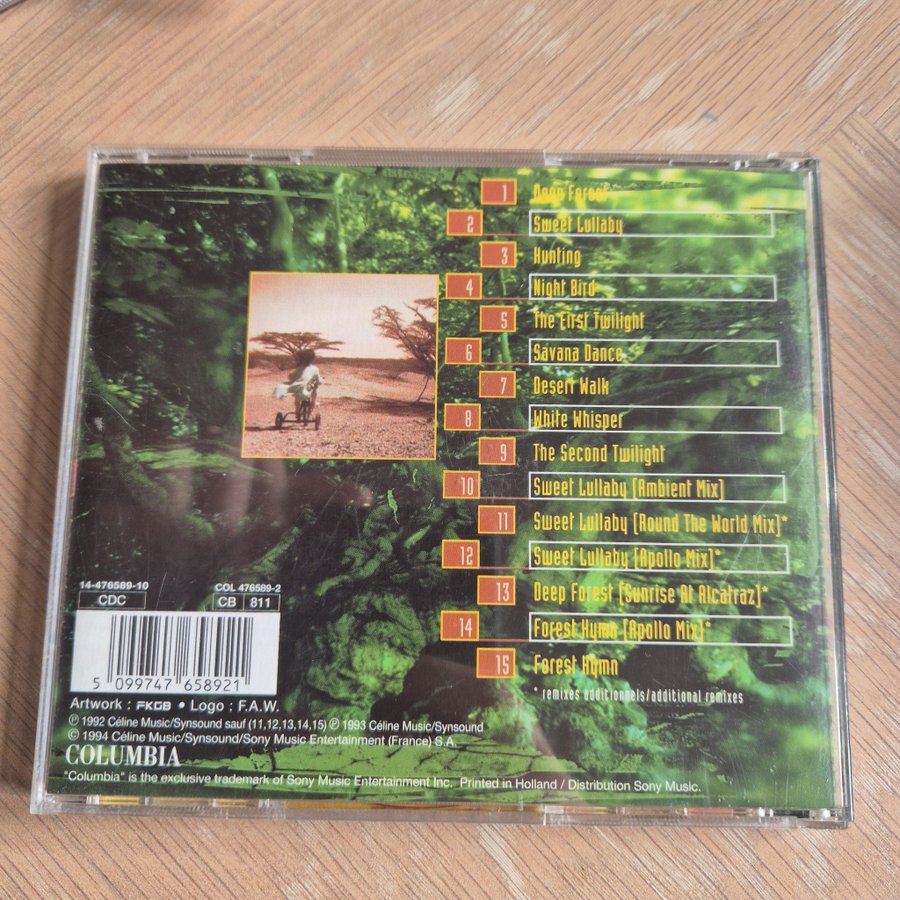 1 Deep Forest
2 Sweet Lullaby
3 Hunting
4 Night Bird
5 The First Twilight
6 Savana Dance
7 Desert Walk
8 White Whisper
9 The Second Twilight
10 Sweet Lullaby [Ambient Mix]
11 Sweet Lullaby [Round The World Mix]*
12 Sweet Lullaby [Apollo Mix]*
13 Deep Forest [Sunrise At Alcatraz]*
14 Forest Hymn [Apollo Mix]*
15 Forest Hymn
* remixes additionnels/additional remixes
14-476589-10 COL 476589-2
CDC CB 811
5 099747 658921
Artwork : FKGB • Logo : F.A.W.
℗ 1992 Céline Music/Synsound sauf (11,12,13,14,15) ℗ 1993 Céline Music/Synsound
© 1994 Céline Music/Synsound/Sony Music Entertainment (France) S.A.
COLUMBIA
"Columbia" is the exclusive trademark of Sony Music Entertainment Inc. Printed in Holland / Distribution Sony Music.